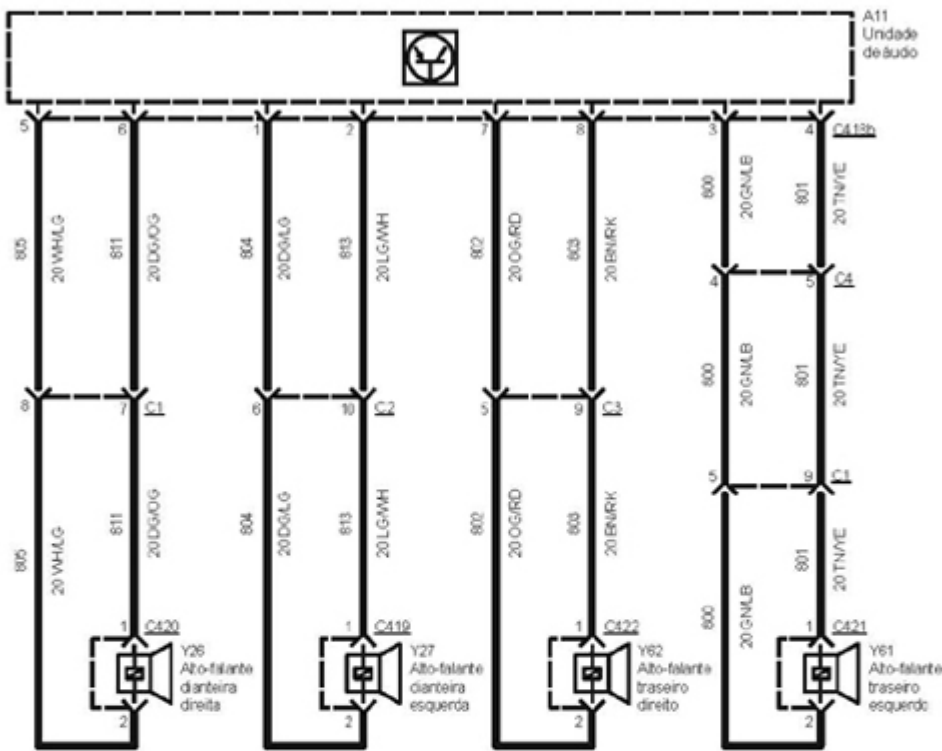 A11
Unidade
de áudio
5
6
1
2
7
8
3
4
C418b
805
20 WH/LG
811
20 DG/OG
804
20 DG/LG
813
20 LG/WH
802
20 OG/RD
803
20 BN/RK
800
20 GN/LB
801
20 TN/YE
4
5
C4
800
20 GN/LB
801
20 TN/YE
8
7
C1
6
10
C2
5
9
C3
5
9
805
20 WH/LG
811
20 DG/OG
804
20 DG/LG
813
20 LG/WH
802
20 OG/RD
803
20 BN/RK
800
20 GN/LB
801
20 TN/YE
1
C420
1
C419
1
C422
1
C421
Y26
Alto-falante
dianteira
direita
Y27
Alto-falante
dianteira
esquerda
Y62
Alto-falante
traseiro
direito
Y61
Alto-falante
traseiro
esquerdo
2
2
2
2